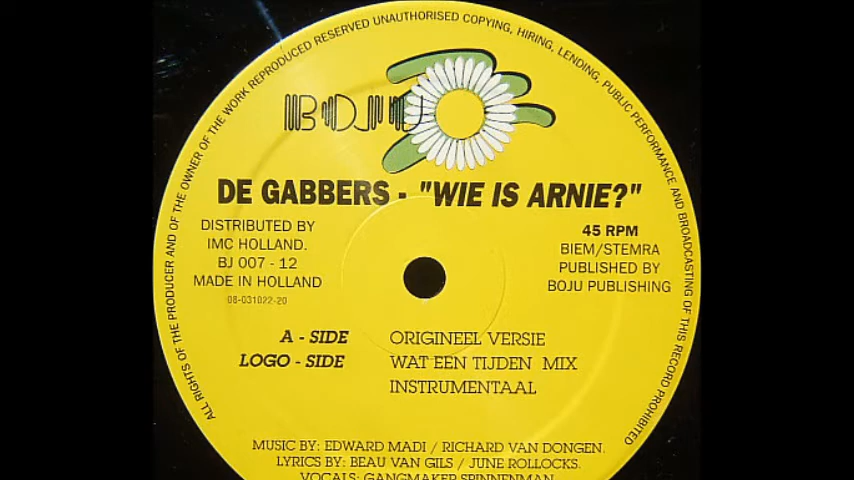 ALL RIGHTS OF THE PRODUCER AND OF THE OWNER OF THE WORK REPRODUCED RESERVED UNAUTHORISED COPYING, HIRING, LENDING, PUBLIC PERFORMANCE AND BROADCASTING OF THIS RECORD PROHIBITED
BOJU
DE GABBERS - "WIE IS ARNIE?"
DISTRIBUTED BY
IMC HOLLAND.
BJ 007 - 12
MADE IN HOLLAND
08-031022-20
45 RPM
BIEM/STEMRA
PUBLISHED BY
BOJU PUBLISHING
A - SIDE ORIGINEEL VERSIE
LOGO - SIDE WAT EEN TIJDEN MIX
INSTRUMENTAAL
MUSIC BY: EDWARD MADI / RICHARD VAN DONGEN.
LYRICS BY: BEAU VAN GILS / JUNE ROLLOCKS.
VOCALS: GANGMAKER SPINNENMAN